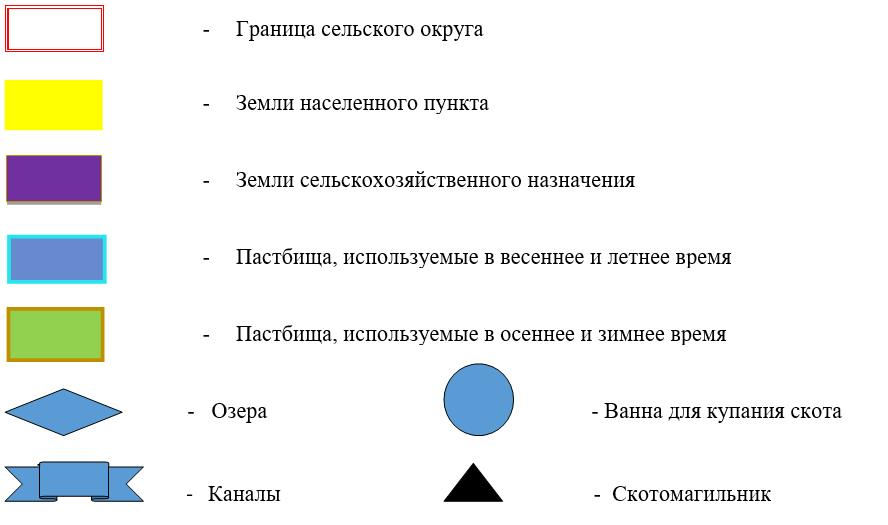 - Граница сельского округа
- Земли населенного пункта
- Земли сельскохозяйственного назначения
- Пастбища, используемые в весеннее и летнее время
- Пастбища, используемые в осеннее и зимнее время
- Озера
- Ванна для купания скота
- Каналы
- Скотомагильник